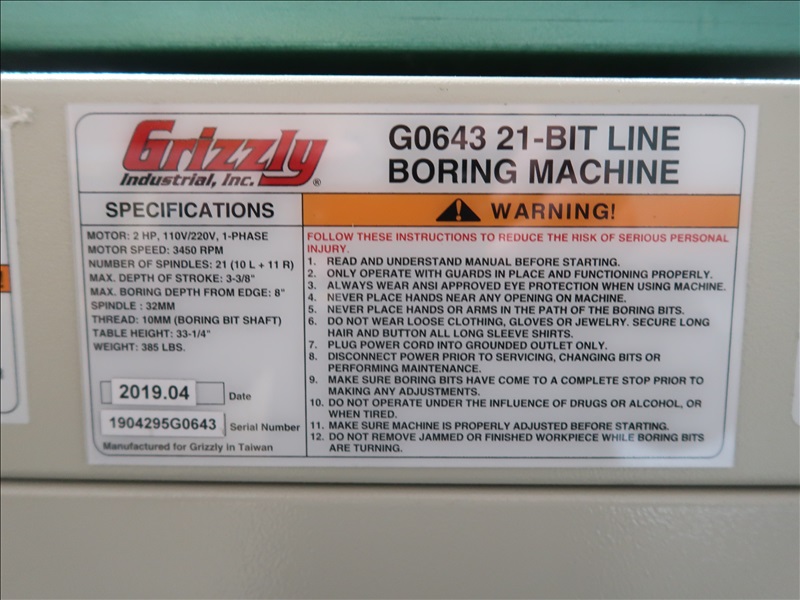 Grizzly
Industrial, Inc.®
G0643 21-BIT LINE
BORING MACHINE
SPECIFICATIONS
MOTOR: 2 HP, 110V/220V, 1-PHASE
MOTOR SPEED: 3450 RPM
NUMBER OF SPINDLES: 21 (10 L + 11 R)
MAX. DEPTH OF STROKE: 3-3/8"
MAX. BORING DEPTH FROM EDGE: 8"
SPINDLE : 32MM
THREAD: 10MM (BORING BIT SHAFT)
TABLE HEIGHT: 33-1/4"
WEIGHT: 385 LBS.
2019.04 Date
1904295G0643 Serial Number
Manufactured for Grizzly in Taiwan
WARNING!
FOLLOW THESE INSTRUCTIONS TO REDUCE THE RISK OF SERIOUS PERSONAL
INJURY.
1. READ AND UNDERSTAND MANUAL BEFORE STARTING.
2. ONLY OPERATE WITH GUARDS IN PLACE AND FUNCTIONING PROPERLY.
3. ALWAYS WEAR ANSI APPROVED EYE PROTECTION WHEN USING MACHINE.
4. NEVER PLACE HANDS NEAR ANY OPENING ON MACHINE.
5. NEVER PLACE HANDS OR ARMS IN THE PATH OF THE BORING BITS.
6. DO NOT WEAR LOOSE CLOTHING, GLOVES OR JEWELRY. SECURE LONG
HAIR AND BUTTON ALL LONG SLEEVE SHIRTS.
7. PLUG POWER CORD INTO GROUNDED OUTLET ONLY.
8. DISCONNECT POWER PRIOR TO SERVICING, CHANGING BITS OR
PERFORMING MAINTENANCE.
9. MAKE SURE BORING BITS HAVE COME TO A COMPLETE STOP PRIOR TO
MAKING ANY ADJUSTMENTS.
10. DO NOT OPERATE UNDER THE INFLUENCE OF DRUGS OR ALCOHOL, OR
WHEN TIRED.
11. MAKE SURE MACHINE IS PROPERLY ADJUSTED BEFORE STARTING.
12. DO NOT REMOVE JAMMED OR FINISHED WORKPIECE WHILE BORING BITS
ARE TURNING.